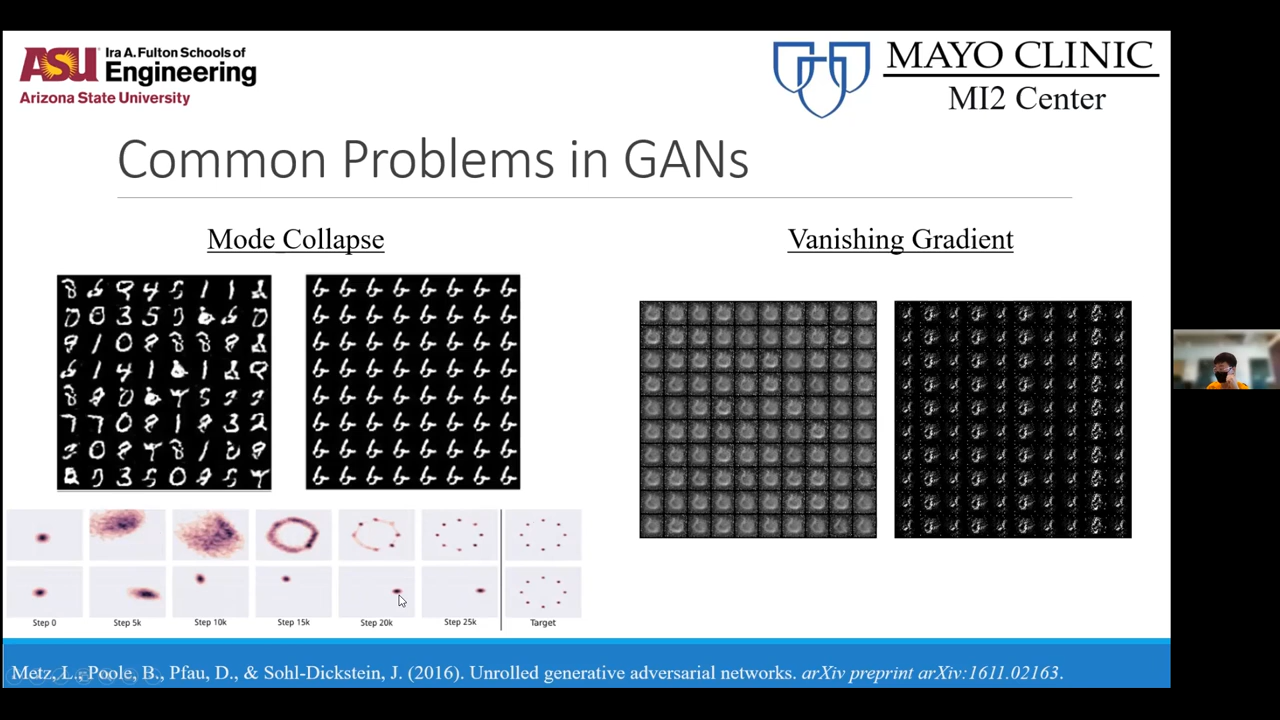 ASU Ira A. Fulton Schools of
Engineering
Arizona State University
MAYO CLINIC
MI2 Center
Common Problems in GANs
Mode Collapse
Vanishing Gradient
Step 0 Step 5k Step 10k Step 15k Step 20k Step 25k Target
Metz, L., Poole, B., Pfau, D., & Sohl-Dickstein, J. (2016). Unrolled generative adversarial networks. arXiv preprint arXiv:1611.02163.